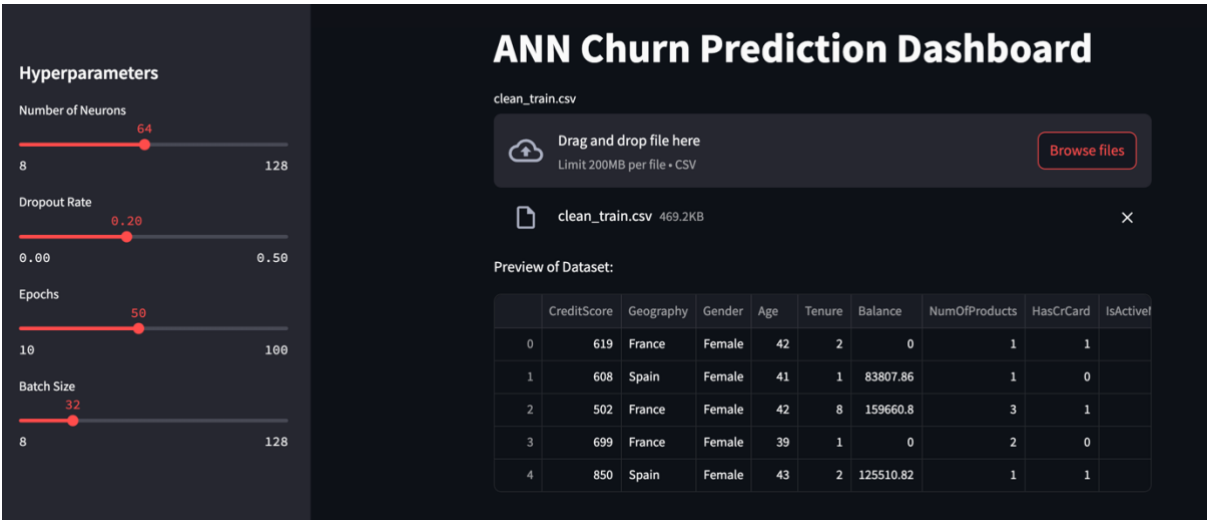 Hyperparameters
Number of Neurons
64
8 128
Dropout Rate
0.20
0.00 0.50
Epochs
50
10 100
Batch Size
32
8 128
ANN Churn Prediction Dashboard
clean_train.csv
Drag and drop file here
Limit 200MB per file • CSV
Browse files
clean_train.csv 469.2KB
Preview of Dataset:
CreditScore Geography Gender Age Tenure Balance NumOfProducts HasCrCard IsActiveM
0 619 France Female 42 2 0 1 1
1 608 Spain Female 41 1 83807.86 1 0
2 502 France Female 42 8 159660.8 3 1
3 699 France Female 39 1 0 2 0
4 850 Spain Female 43 2 125510.82 1 1